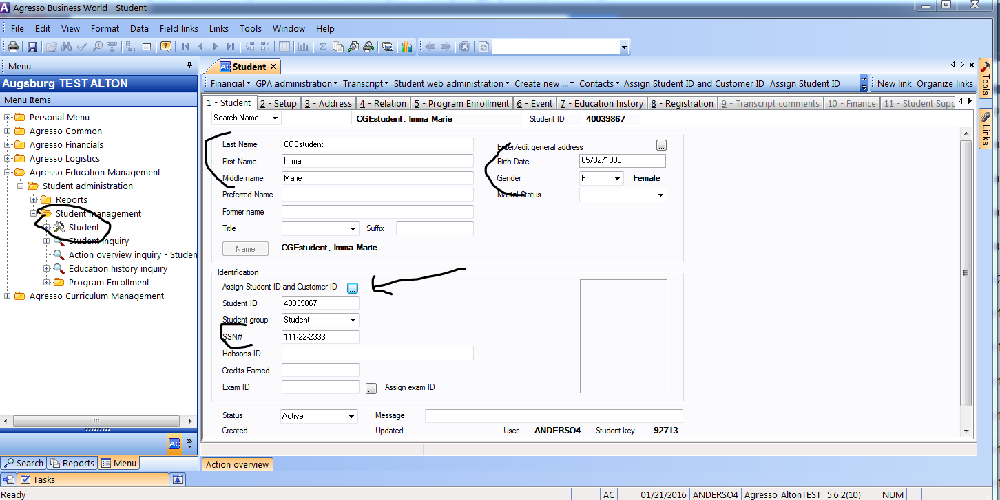 Agresso Business World - Student
File Edit View Format Data Field links Links Tools Window Help
Menu
Augsburg TEST ALTON
Menu Items
Personal Menu
Agresso Common
Agresso Financials
Agresso Logistics
Agresso Education Management
Student administration
Reports
Student management
Student
Student inquiry
Action overview inquiry - Studen
Education history inquiry
Program Enrollment
Agresso Curriculum Management
AC
Search Reports Menu
Tasks
AC Student
Financial GPA administration Transcript Student web administration Create new ... Contacts Assign Student ID and Customer ID Assign Student ID New link Organize links
1 - Student 2 - Setup 3 - Address 4 - Relation 5 - Program Enrollment 6 - Event 7 - Education history 8 - Registration 9 - Transcript comments 10 - Finance 11 - Student Supp
Search Name CGEstudent, Imma Marie Student ID 40039867
Last Name CGEstudent Enter/edit general address ...
First Name Imma Birth Date 05/02/1980
Middle name Marie Gender F Female
Preferred Name Marital Status
Former name
Title Suffix
Name CGEstudent, Imma Marie
Identification
Assign Student ID and Customer ID ...
Student ID 40039867
Student group Student
SSN# 111-22-2333
Hobsons ID
Credits Earned
Exam ID ... Assign exam ID
Status Active Message
Created Updated User ANDERSO4 Student key 92713
Action overview
Tools
Links
Ready AC 01/21/2016 ANDERSO4 Agresso_AltonTEST 5.6.2(10) NUM